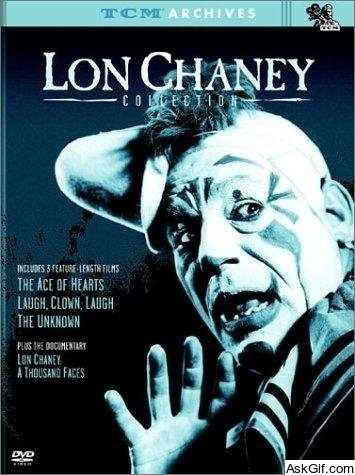 TCM ARCHIVES
TCM
LON CHANEY
COLLECTION
INCLUDES 3 FEATURE-LENGTH FILMS
THE ACE OF HEARTS
LAUGH, CLOWN, LAUGH
THE UNKNOWN
PLUS THE DOCUMENTARY
LON CHANEY:
A THOUSAND FACES
DVD
VIDEO
AskGif.com